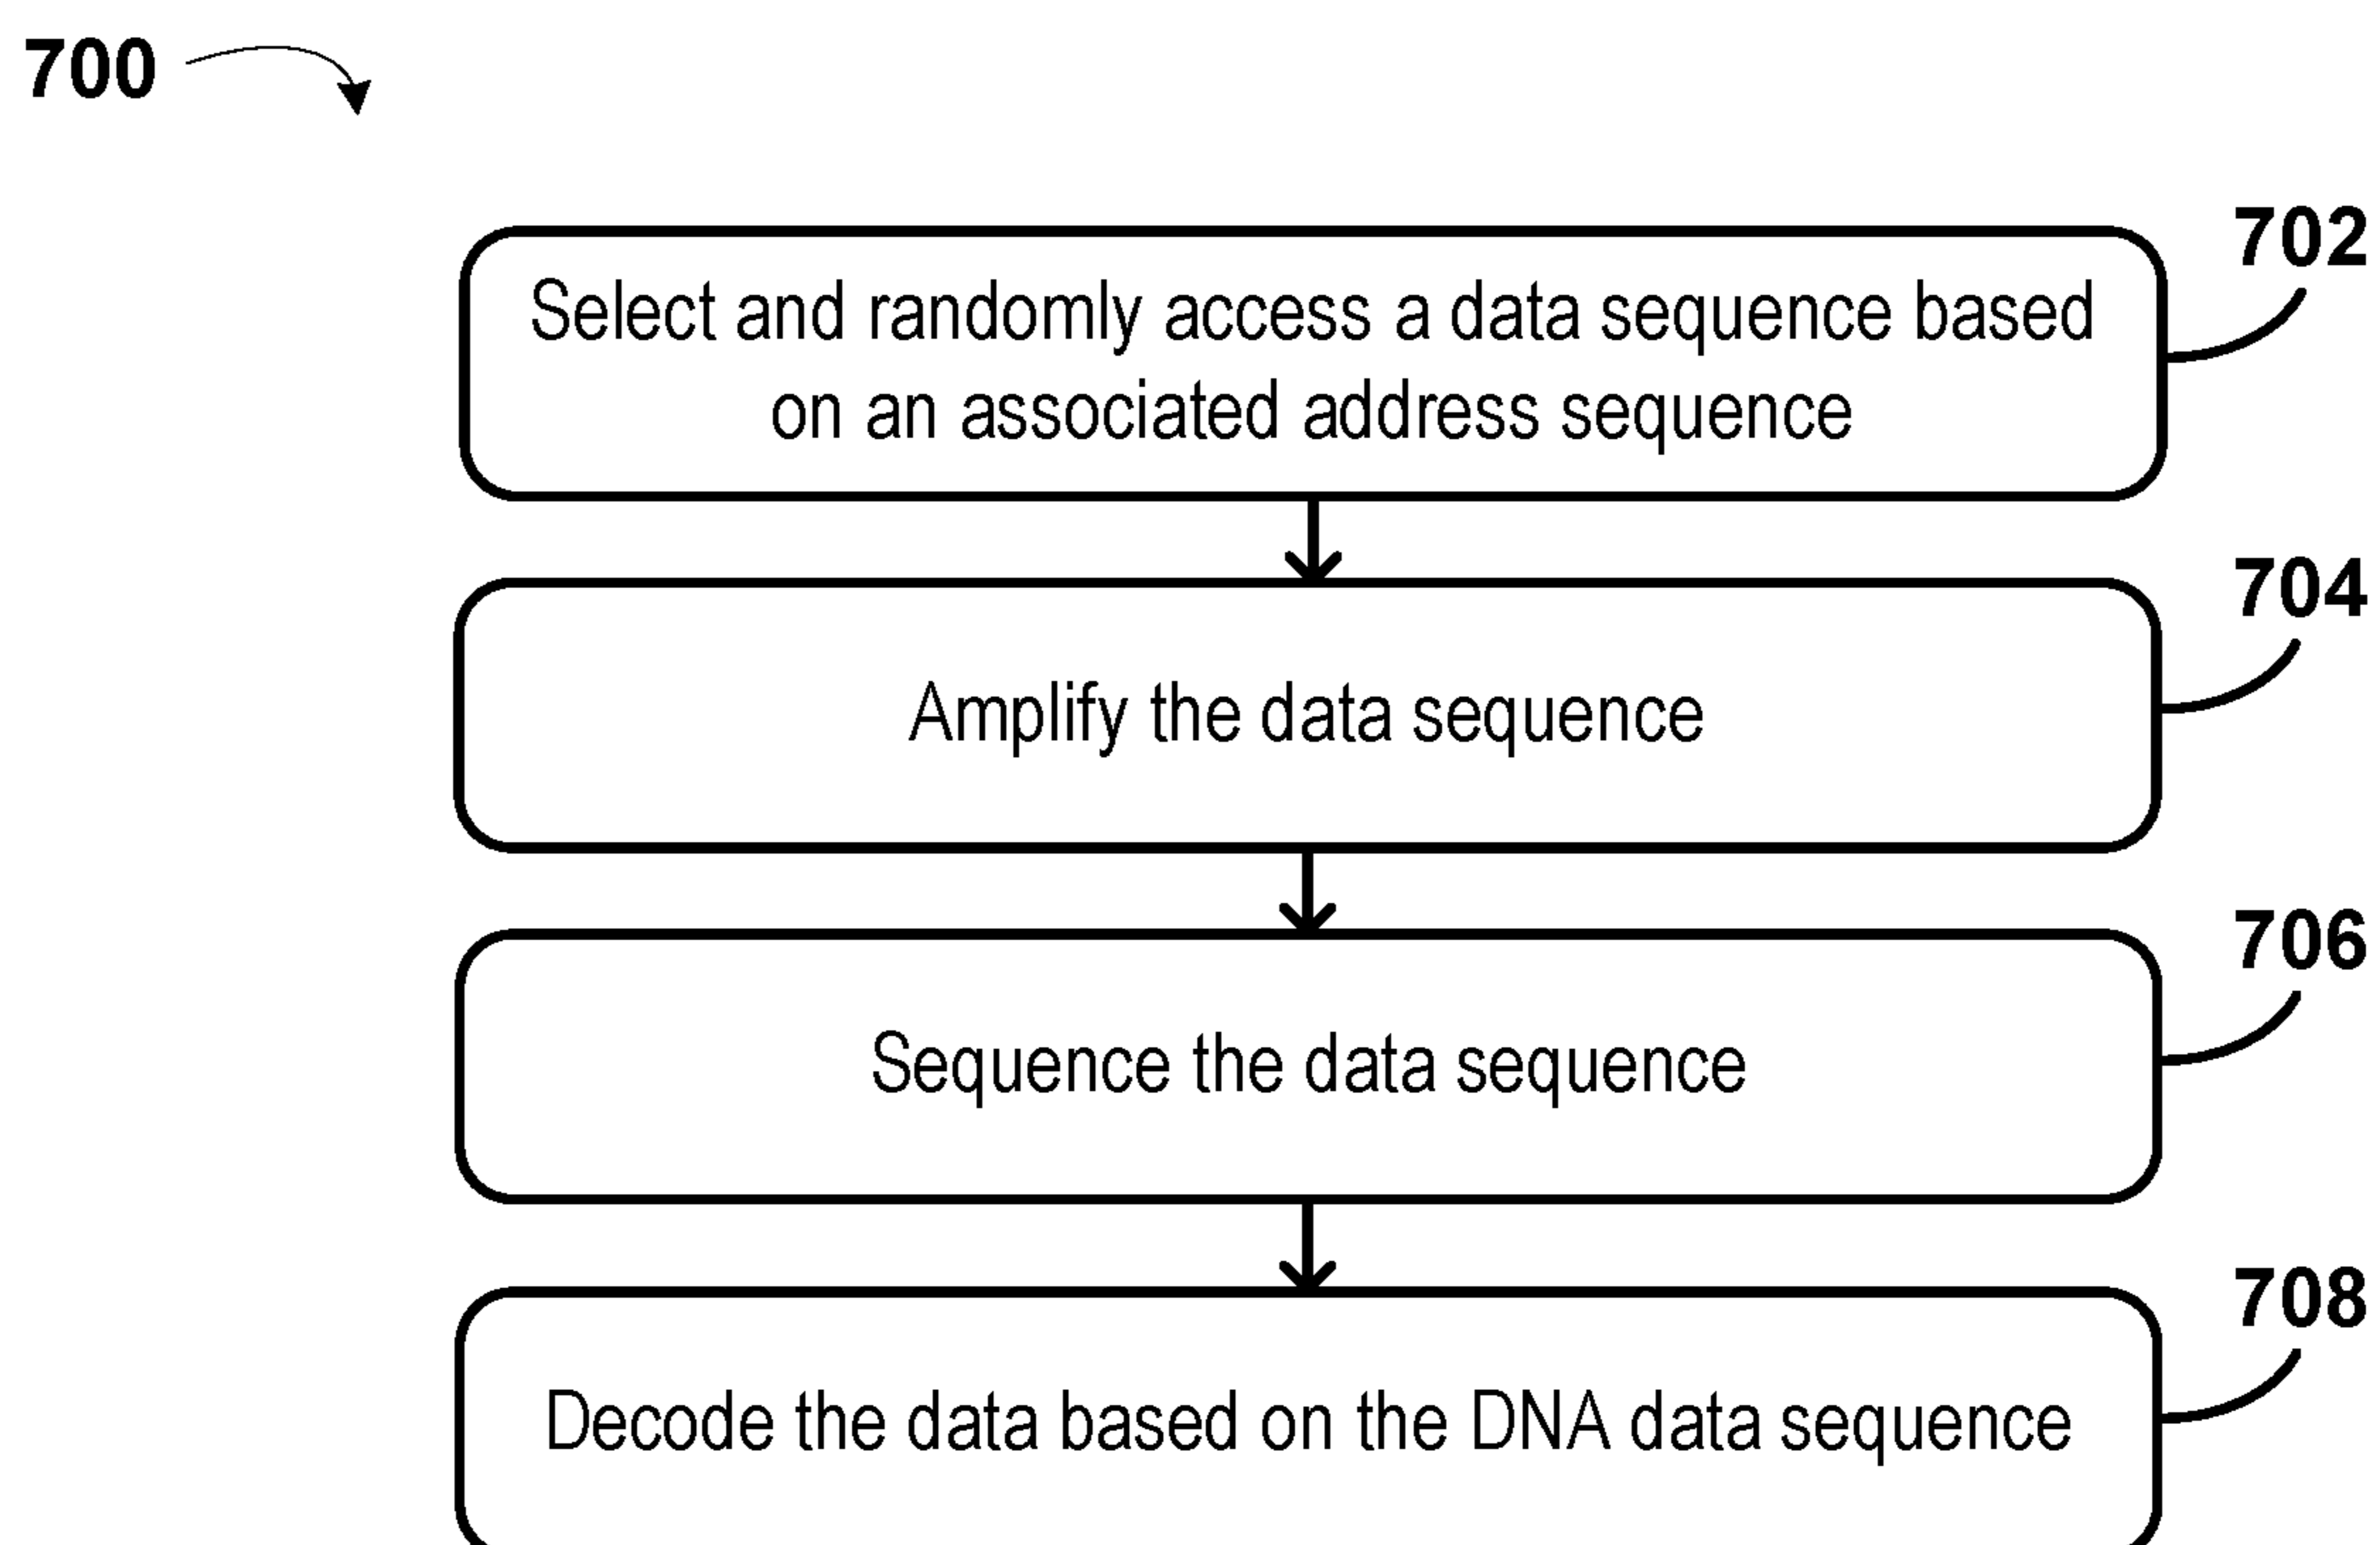 700
702
Select and randomly access a data sequence based
on an associated address sequence
704
Amplify the data sequence
706
Sequence the data sequence
708
Decode the data based on the DNA data sequence